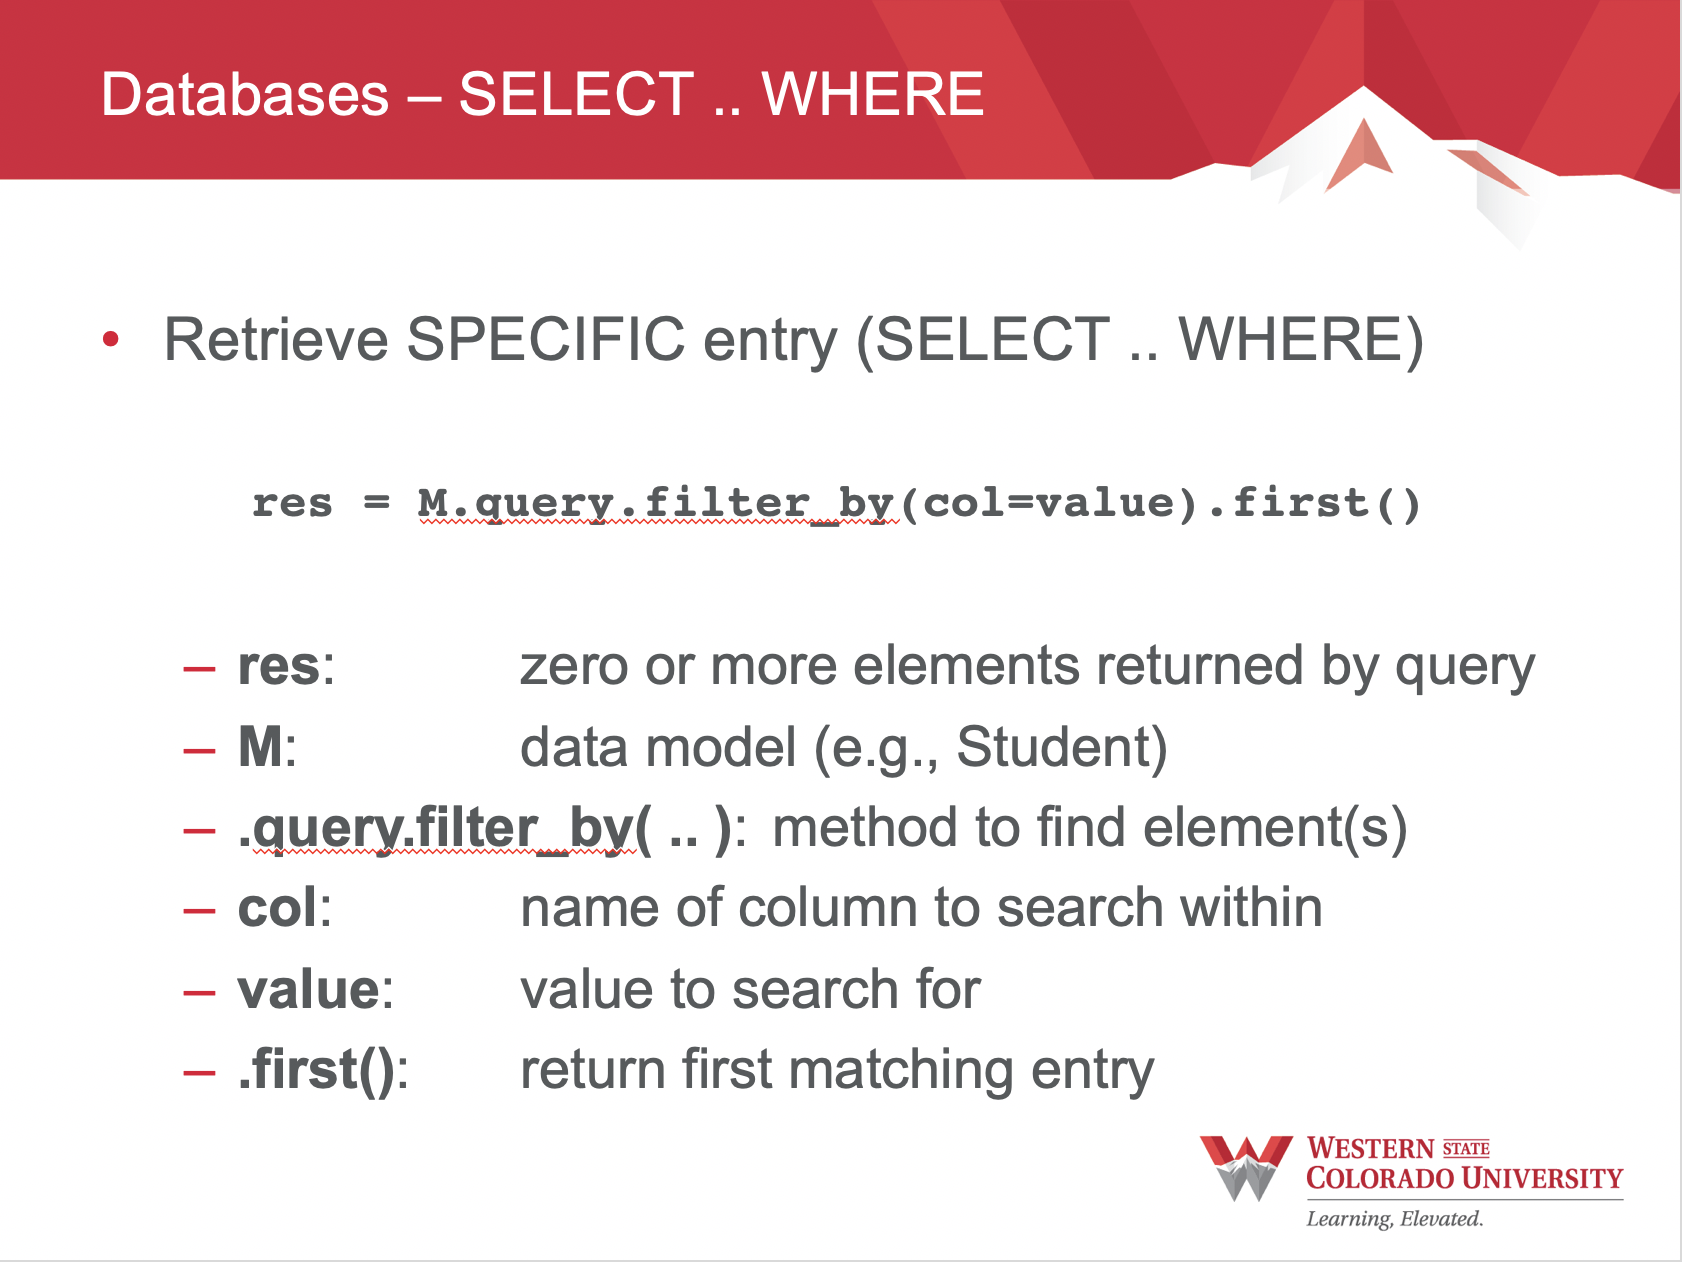 Databases – SELECT .. WHERE
• Retrieve SPECIFIC entry (SELECT .. WHERE)
res = M.query.filter_by(col=value).first()
– res: zero or more elements returned by query
– M: data model (e.g., Student)
– .query.filter_by( .. ): method to find element(s)
– col: name of column to search within
– value: value to search for
– .first(): return first matching entry
WESTERN STATE
COLORADO UNIVERSITY
Learning, Elevated.